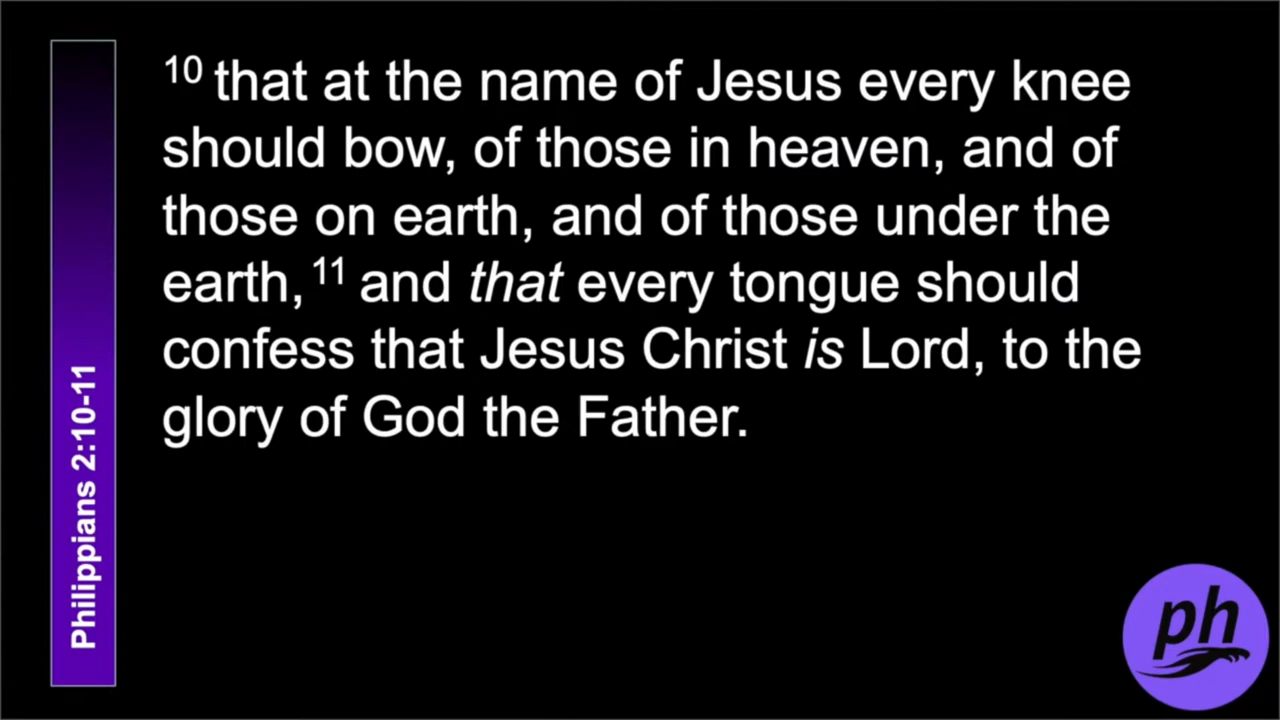 10 that at the name of Jesus every knee
should bow, of those in heaven, and of
those on earth, and of those under the
earth, 11 and that every tongue should
confess that Jesus Christ is Lord, to the
glory of God the Father.
Philippians 2:10-11
ph